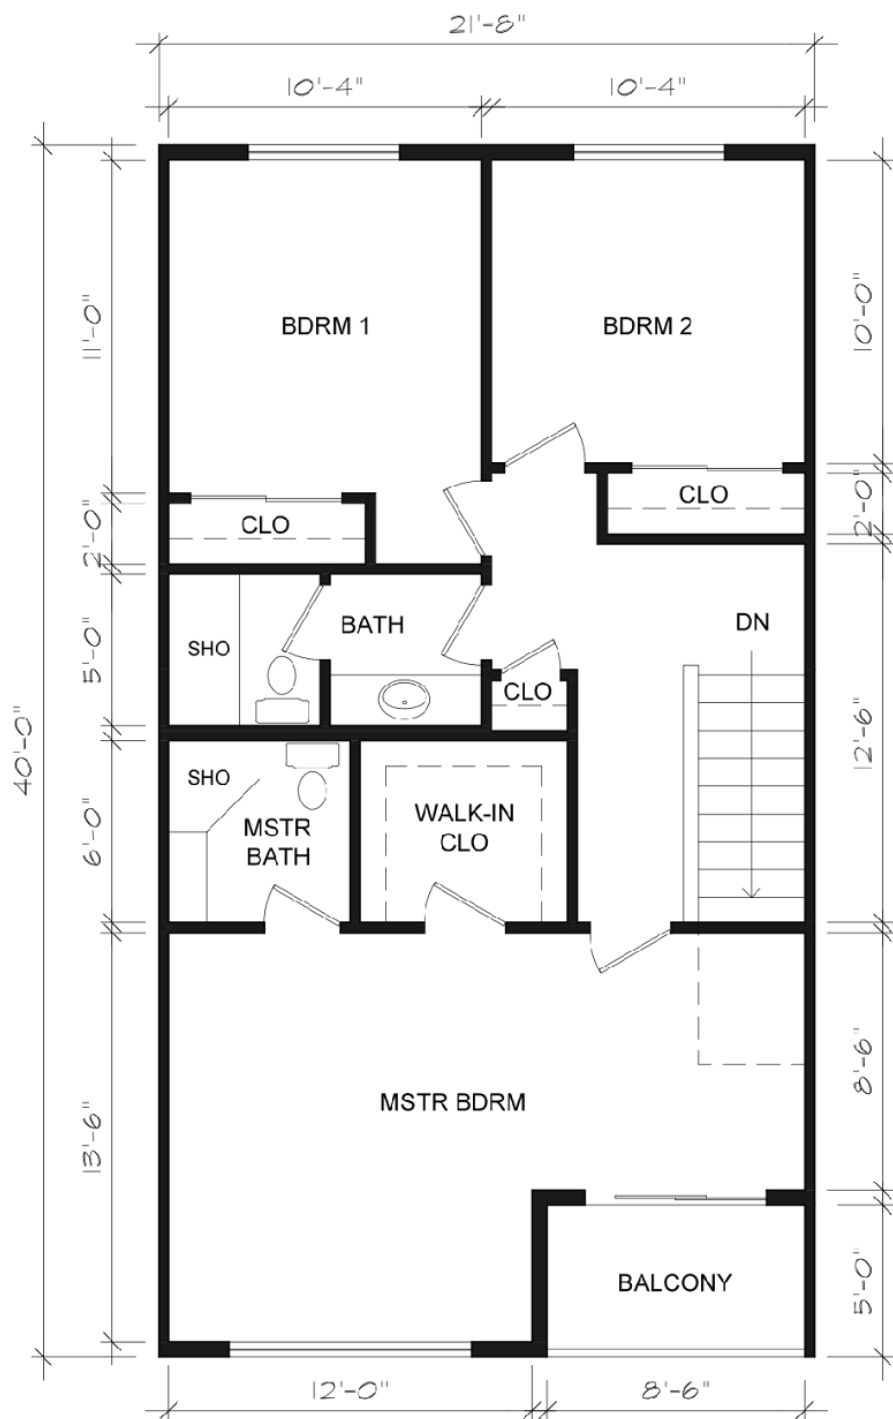 21'-8"
10'-4"
10'-4"
11'-0"
BDRM 1
BDRM 2
10'-0"
2'-0"
CLO
CLO
2'-0"
5'-0"
SHO
BATH
DN
CLO
40'-0"
12'-6"
6'-0"
SHO
MSTR
BATH
WALK-IN
CLO
13'-6"
MSTR BDRM
8'-6"
BALCONY
5'-0"
12'-0"
8'-6"